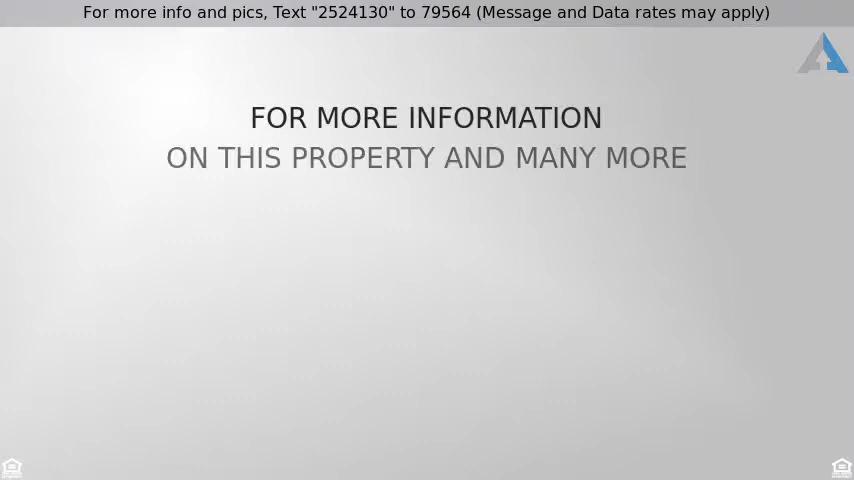 For more info and pics, Text "2524130" to 79564 (Message and Data rates may apply)
FOR MORE INFORMATION
ON THIS PROPERTY AND MANY MORE